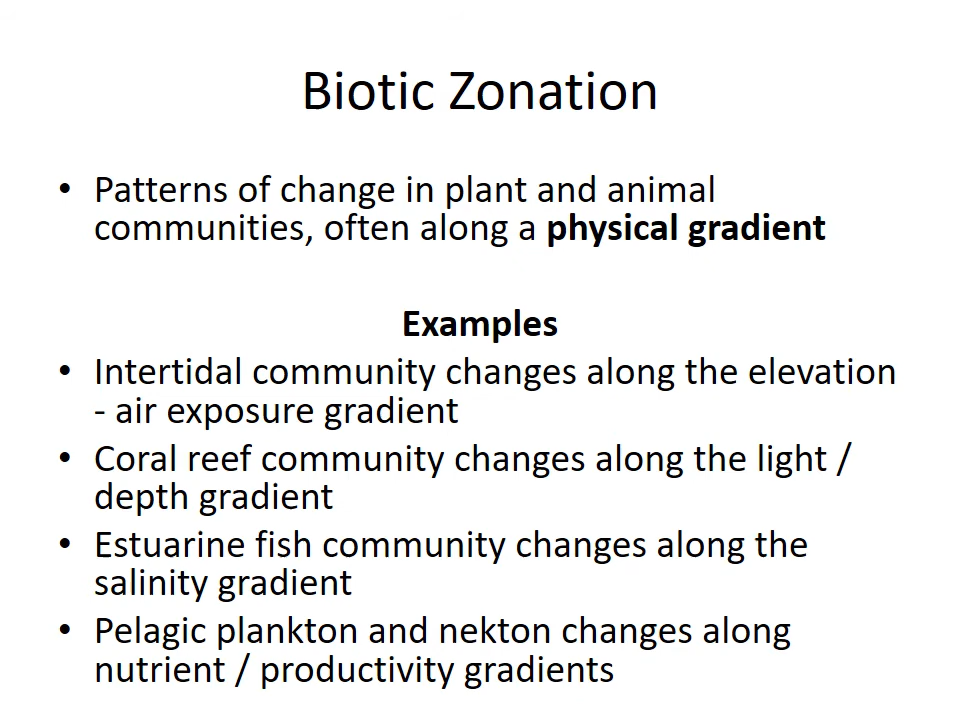 Biotic Zonation
• Patterns of change in plant and animal
communities, often along a physical gradient
Examples
• Intertidal community changes along the elevation
- air exposure gradient
• Coral reef community changes along the light /
depth gradient
• Estuarine fish community changes along the
salinity gradient
• Pelagic plankton and nekton changes along
nutrient / productivity gradients